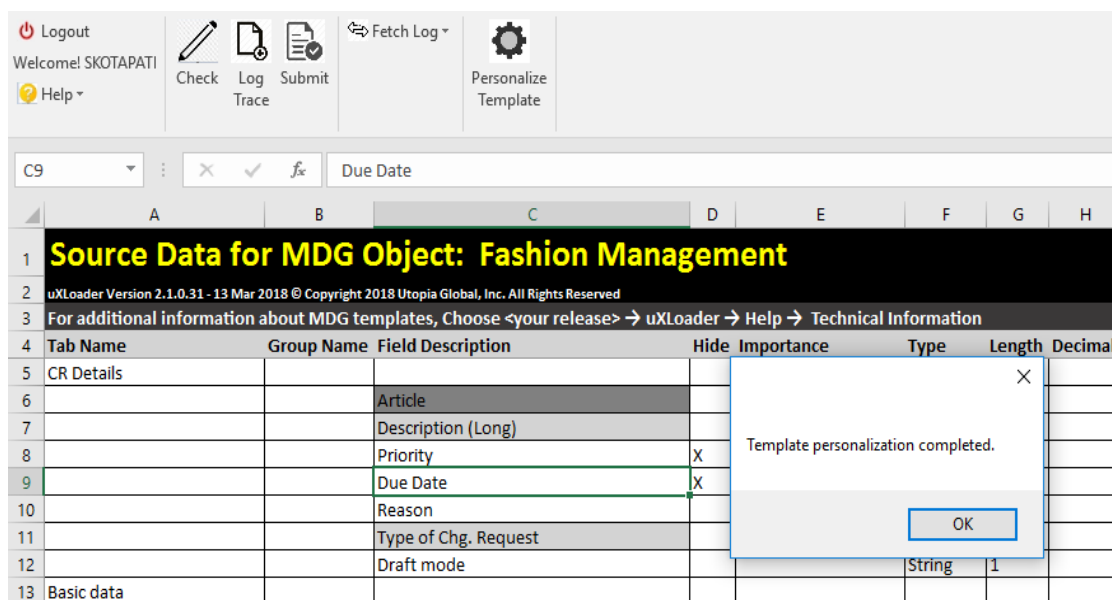 Logout
Welcome! SKOTAPATI
Help
Check
Log Trace
Submit
Fetch Log
Personalize Template
C9
fx
Due Date
A B C D E F G H
1 Source Data for MDG Object: Fashion Management
2 uXLoader Version 2.1.0.31 - 13 Mar 2018 © Copyright 2018 Utopia Global, Inc. All Rights Reserved
3 For additional information about MDG templates, Choose <your release> → uXLoader → Help → Technical Information
4 Tab Name Group Name Field Description Hide Importance Type Length Decimal
5 CR Details
6 Article
7 Description (Long)
8 Priority X
9 Due Date X
10 Reason
11 Type of Chg. Request
12 Draft mode String 1
13 Basic data
Template personalization completed.
OK